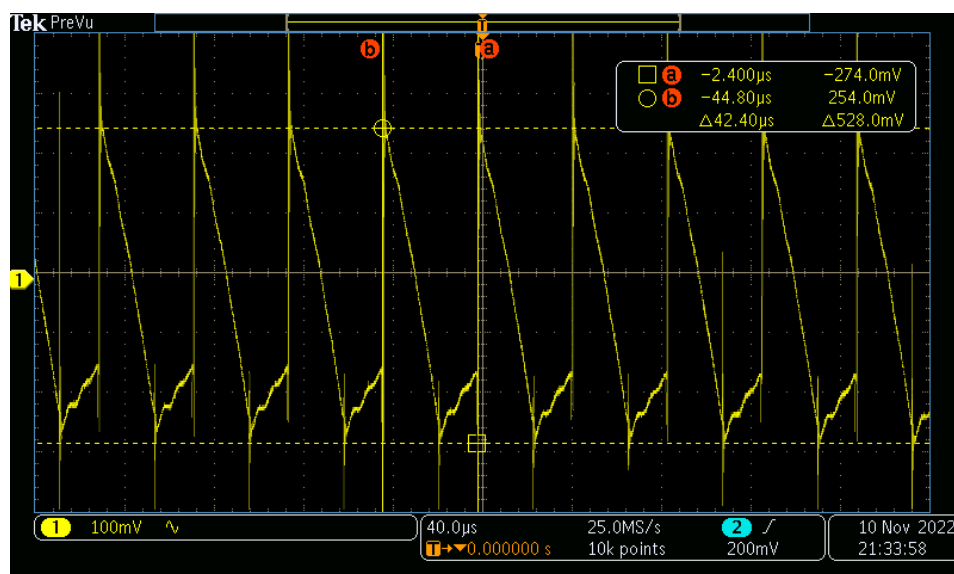 Tek PreVu
T
b a
a -2.400µs -274.0mV
b -44.80µs 254.0mV
Δ42.40µs Δ528.0mV
1
1 100mV
40.0µs 25.0MS/s 2
T→▼0.000000 s 10k points 200mV
10 Nov 2022
21:33:58